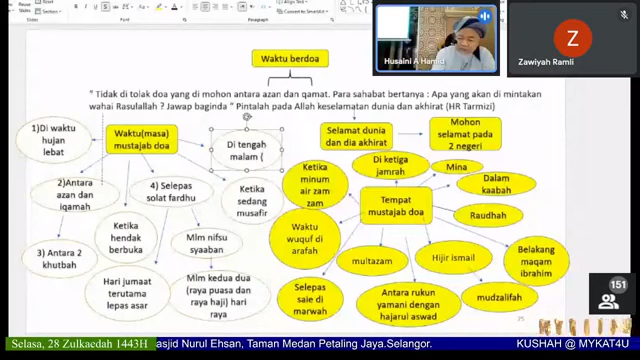 Waktu berdoa
" Tidak di tolak doa yang di mohon antara azan dan qamat. Para sahabat bertanya : Apa yang akan di mintakan
wahai Rasulallah ? Jawap baginda " Pintalah pada Allah keselamatan dunia dan akhirat (HR Tarmizi)
1)Di waktu
hujan
lebat
Waktu(masa)
mustajab doa
Di tengah
malam (
Selamat dunia
dan dia akhirat
Mohon
selamat pada
2 negeri
2)Antara
azan dan
iqamah
4) Selepas
solat fardhu
Ketika
sedang
musafir
3) Antara 2
khutbah
Ketika
hendak
berbuka
Mlm nifsu
syaaban
Hari jumaat
terutama
lepas asar
Mlm kedua dua
(raya puasa dan
raya haji) hari
raya
Ketika
minum
air zam
zam
Di ketiga
jamrah
Mina
Dalam
kaabah
Tempat
mustajab doa
Raudhah
Waktu
wuquf di
arafah
multazam
Hijir ismail
Belakang
maqam
ibrahim
Selepas
saie di
marwah
Antara rukun
yamani dengan
hajarul aswad
mudzalifah
25
Husaini A Hamid
Z
Zawiyah Ramli
151
Selasa, 28 Zulkaedah 1443H
asjid Nurul Ehsan, Taman Medan Petaling Jaya.Selangor.
KUSHAH @ MYKAT4U